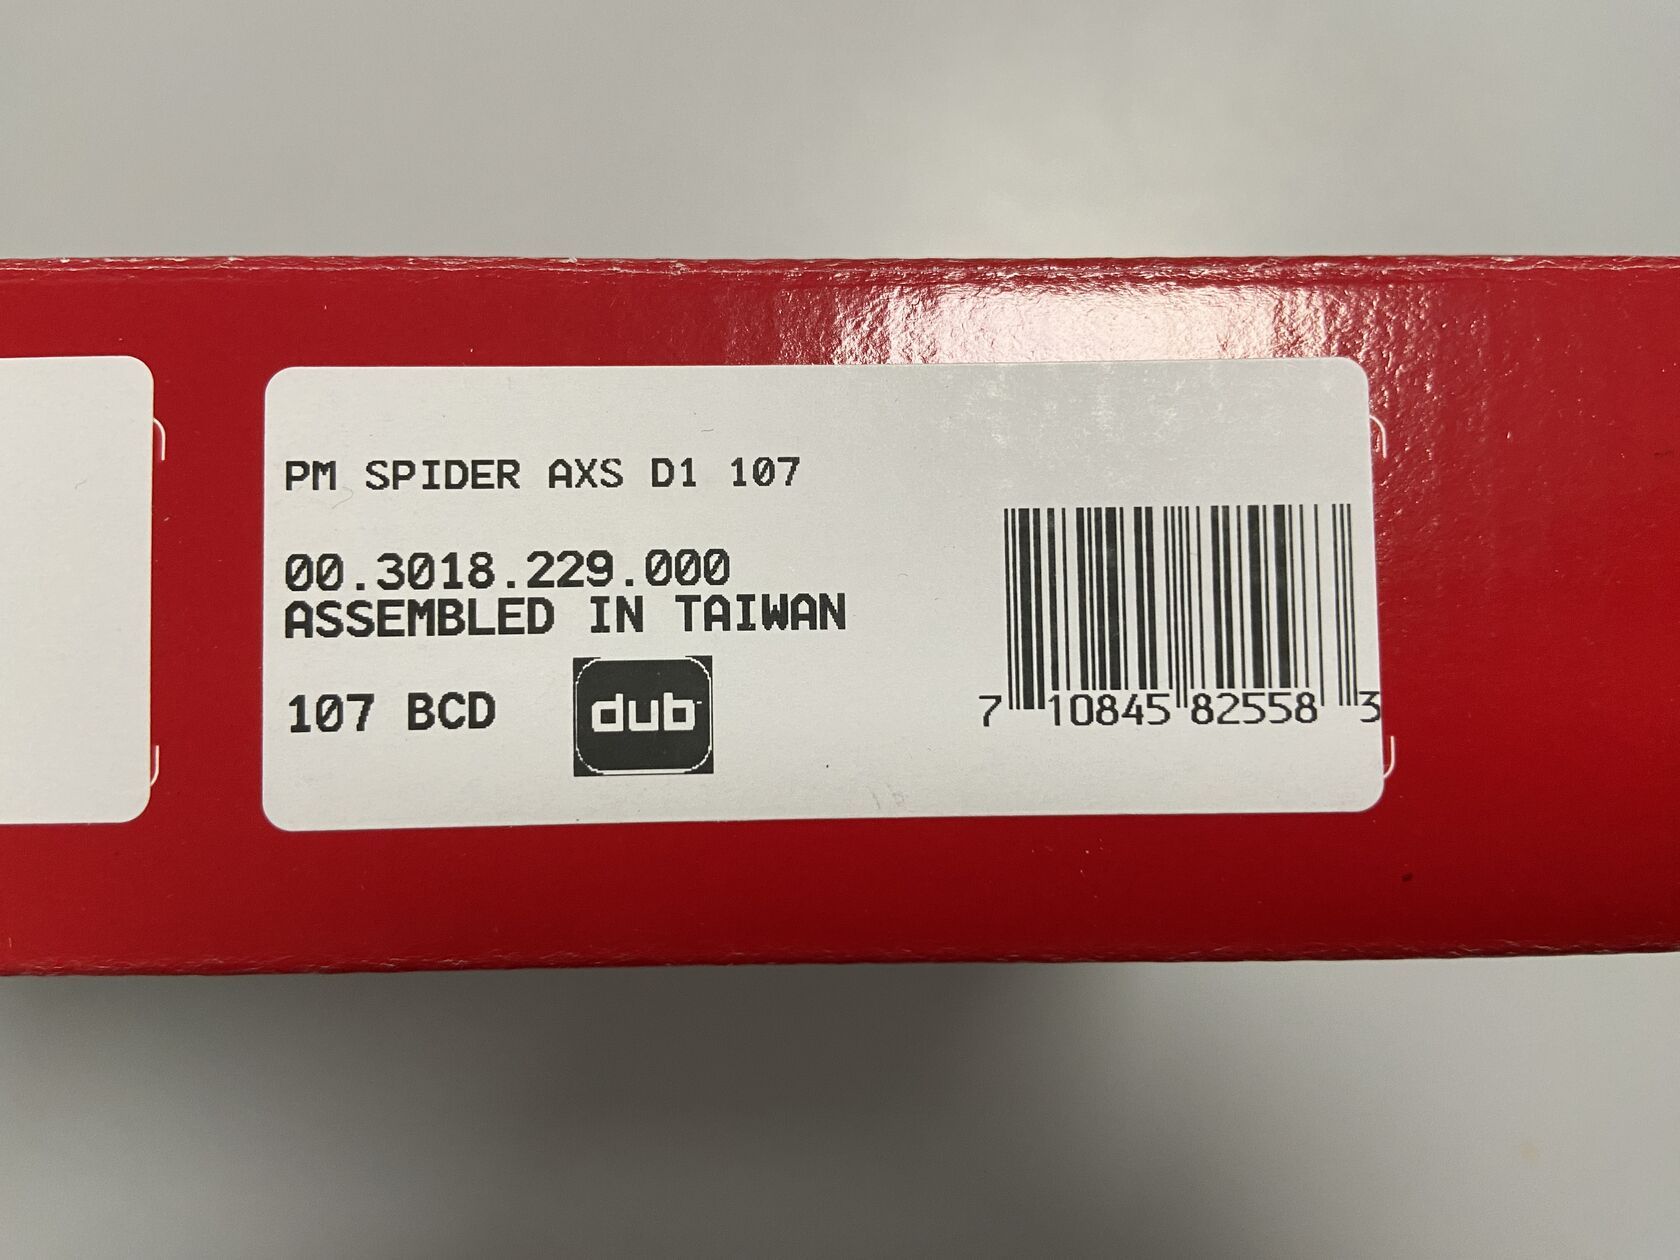 PM SPIDER AXS D1 107
00.3018.229.000
ASSEMBLED IN TAIWAN
107 BCD
dub
7 10845 82558 3